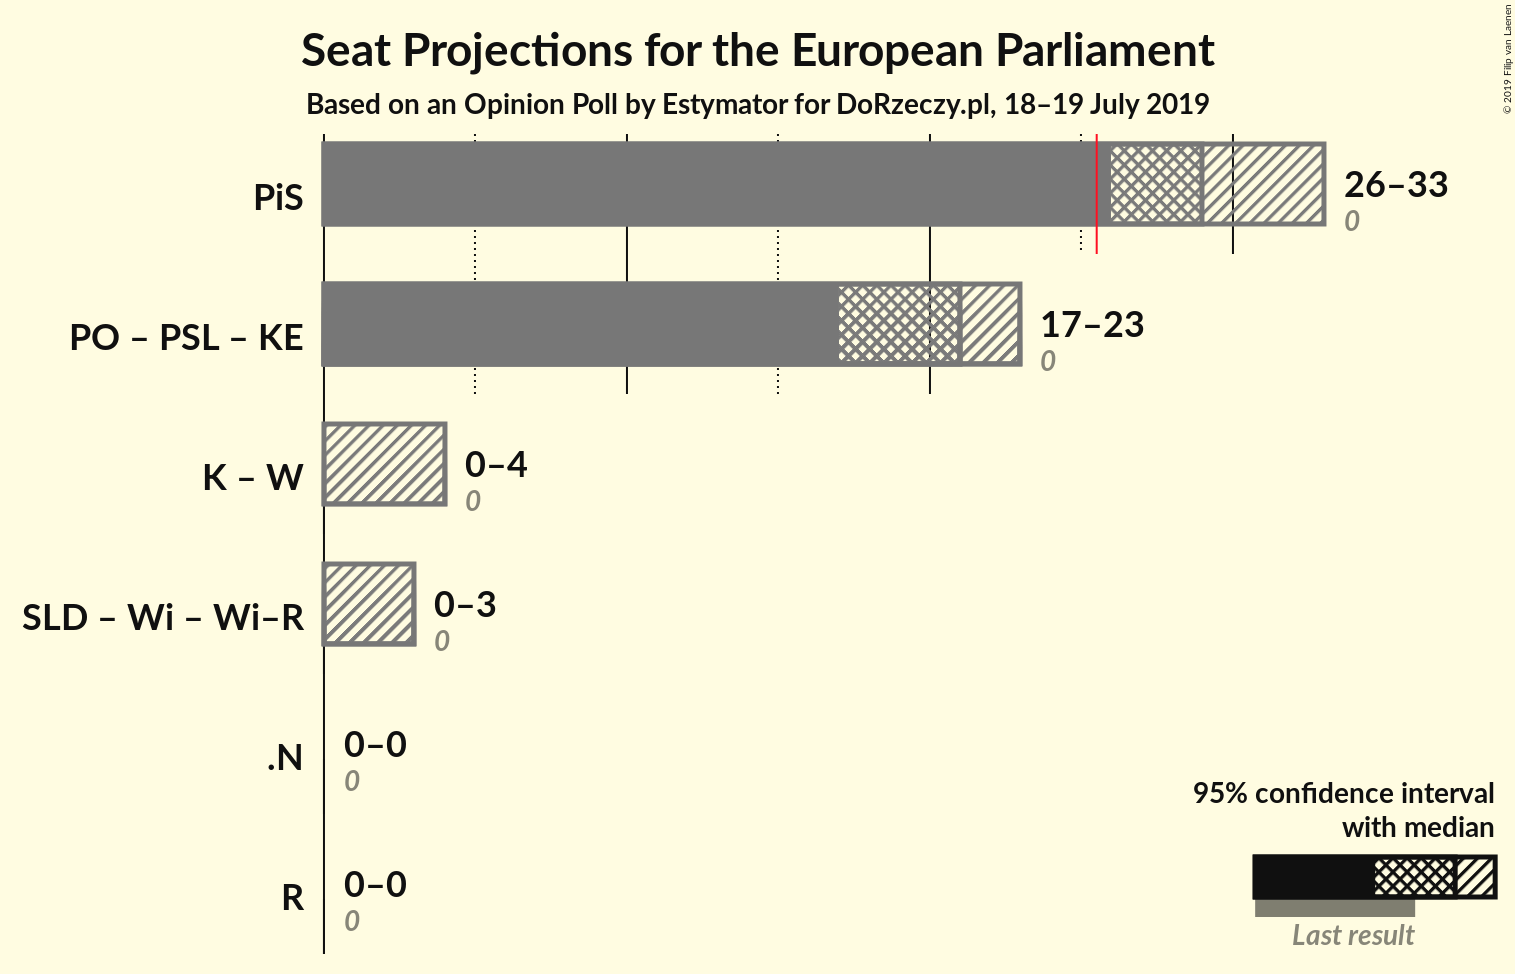 Seat Projections for the European Parliament
Based on an Opinion Poll by Estymator for DoRzeczy.pl, 18–19 July 2019
© 2019 Filip van Laenen
PiS
26–33
0
PO – PSL – KE
17–23
0
K – W
0–4
0
SLD – Wi – Wi–R
0–3
0
.N
0–0
0
R
0–0
0
95% confidence interval
with median
Last result